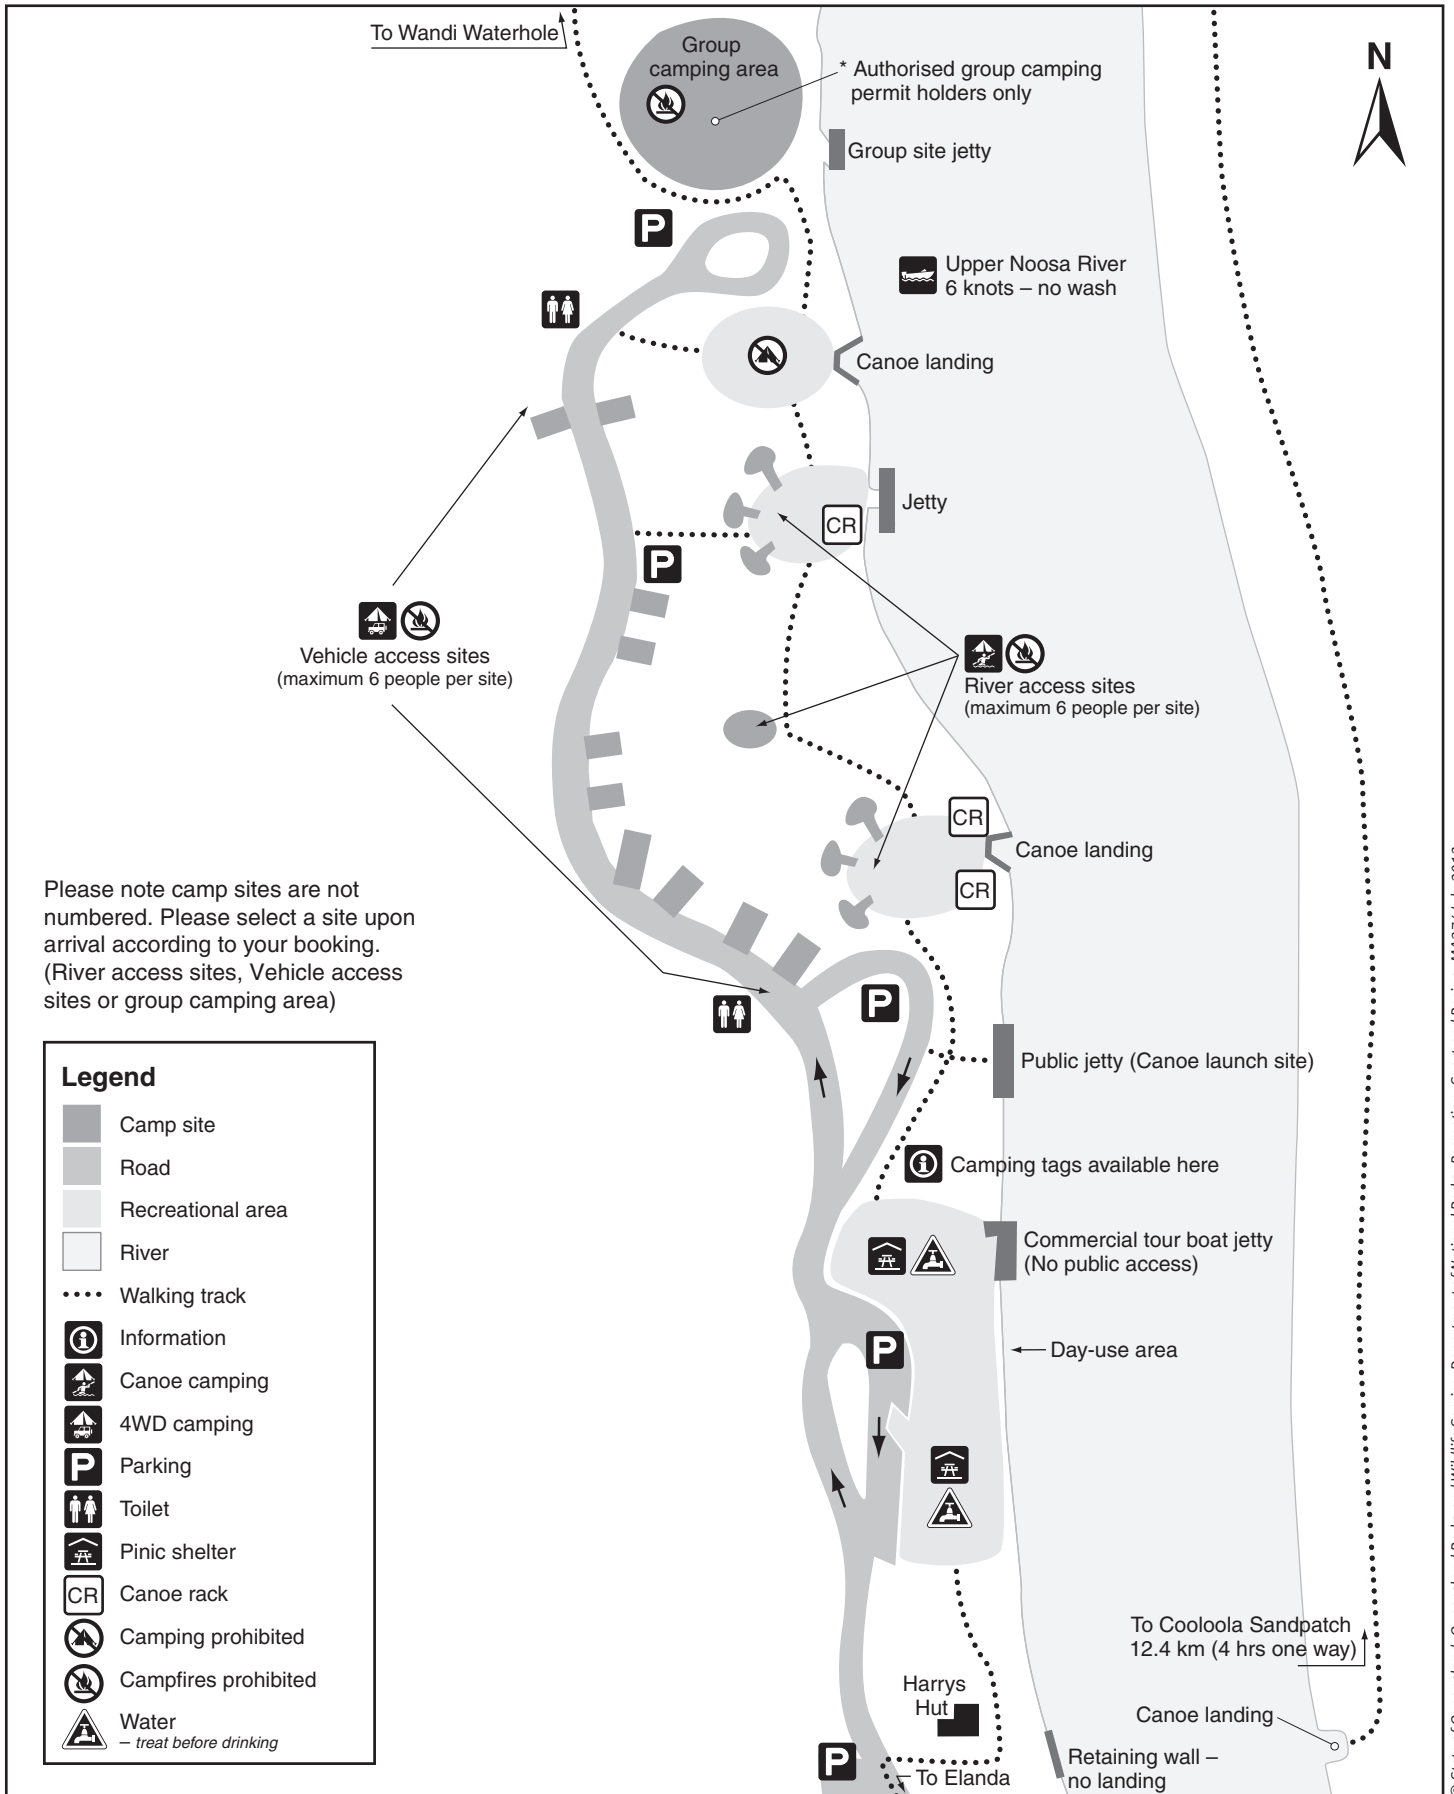 To Wandi Waterhole
Group
camping area
* Authorised group camping
permit holders only
N
Group site jetty
P
Upper Noosa River
6 knots – no wash
Canoe landing
Jetty
CR
P
Vehicle access sites
(maximum 6 people per site)
River access sites
(maximum 6 people per site)
CR
Canoe landing
CR
Please note camp sites are not
numbered. Please select a site upon
arrival according to your booking.
(River access sites, Vehicle access
sites or group camping area)
P
Public jetty (Canoe launch site)
i
Camping tags available here
Commercial tour boat jetty
(No public access)
P
Day-use area
Legend
Camp site
Road
Recreational area
River
Walking track
i Information
Canoe camping
4WD camping
P Parking
Toilet
Pinic shelter
CR Canoe rack
Camping prohibited
Campfires prohibited
Water
– treat before drinking
To Cooloola Sandpatch
12.4 km (4 hrs one way)
Harrys
Hut
Canoe landing
P
Retaining wall –
no landing
To Elanda